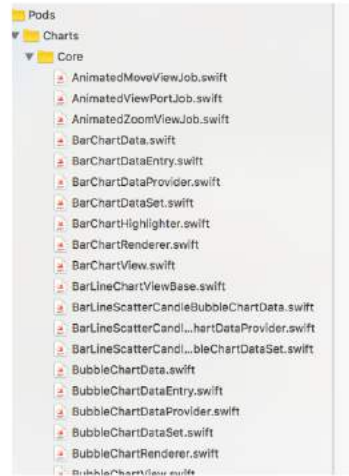 Pods
Charts
Core
AnimatedMoveViewJob.swift
AnimatedViewPortJob.swift
AnimatedZoomViewJob.swift
BarChartData.swift
BarChartDataEntry.swift
BarChartDataProvider.swift
BarChartDataSet.swift
BarChartHighlighter.swift
BarChartRenderer.swift
BarChartView.swift
BarLineChartViewBase.swift
BarLineScatterCandleBubbleChartData.swift
BarLineScatterCandl...hartDataProvider.swift
BarLineScatterCandl...bleChartDataSet.swift
BubbleChartData.swift
BubbleChartDataEntry.swift
BubbleChartDataProvider.swift
BubbleChartDataSet.swift
BubbleChartRenderer.swift
BubbleChartView.swift